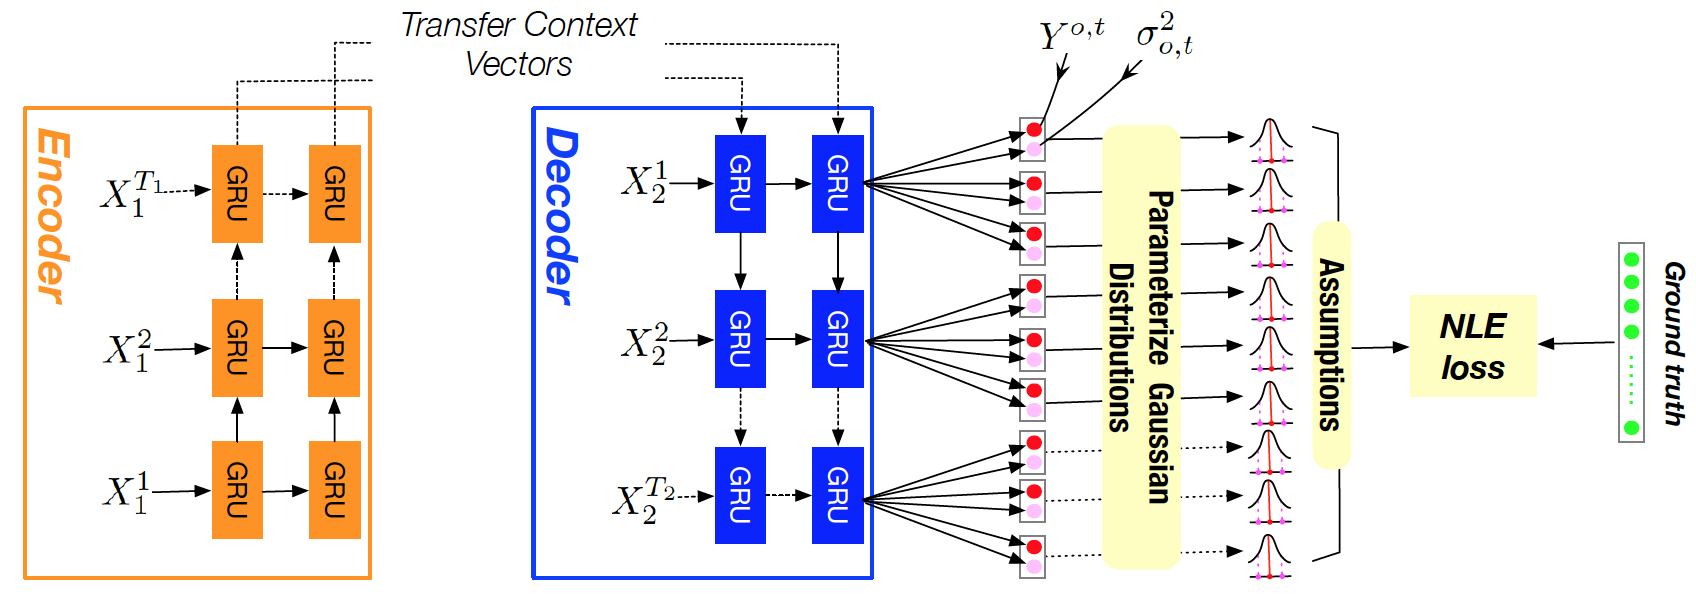 Transfer Context
Vectors
Y^{o,t}
σ^2_{o,t}
Encoder
X_1^{T_1}
GRU
GRU
X_1^2
GRU
GRU
X_1^1
GRU
GRU
Decoder
X_2^1
GRU
GRU
X_2^2
GRU
GRU
X_2^{T_2}
GRU
GRU
Parameterize Gaussian
Distributions
Assumptions
NLE
loss
Ground truth